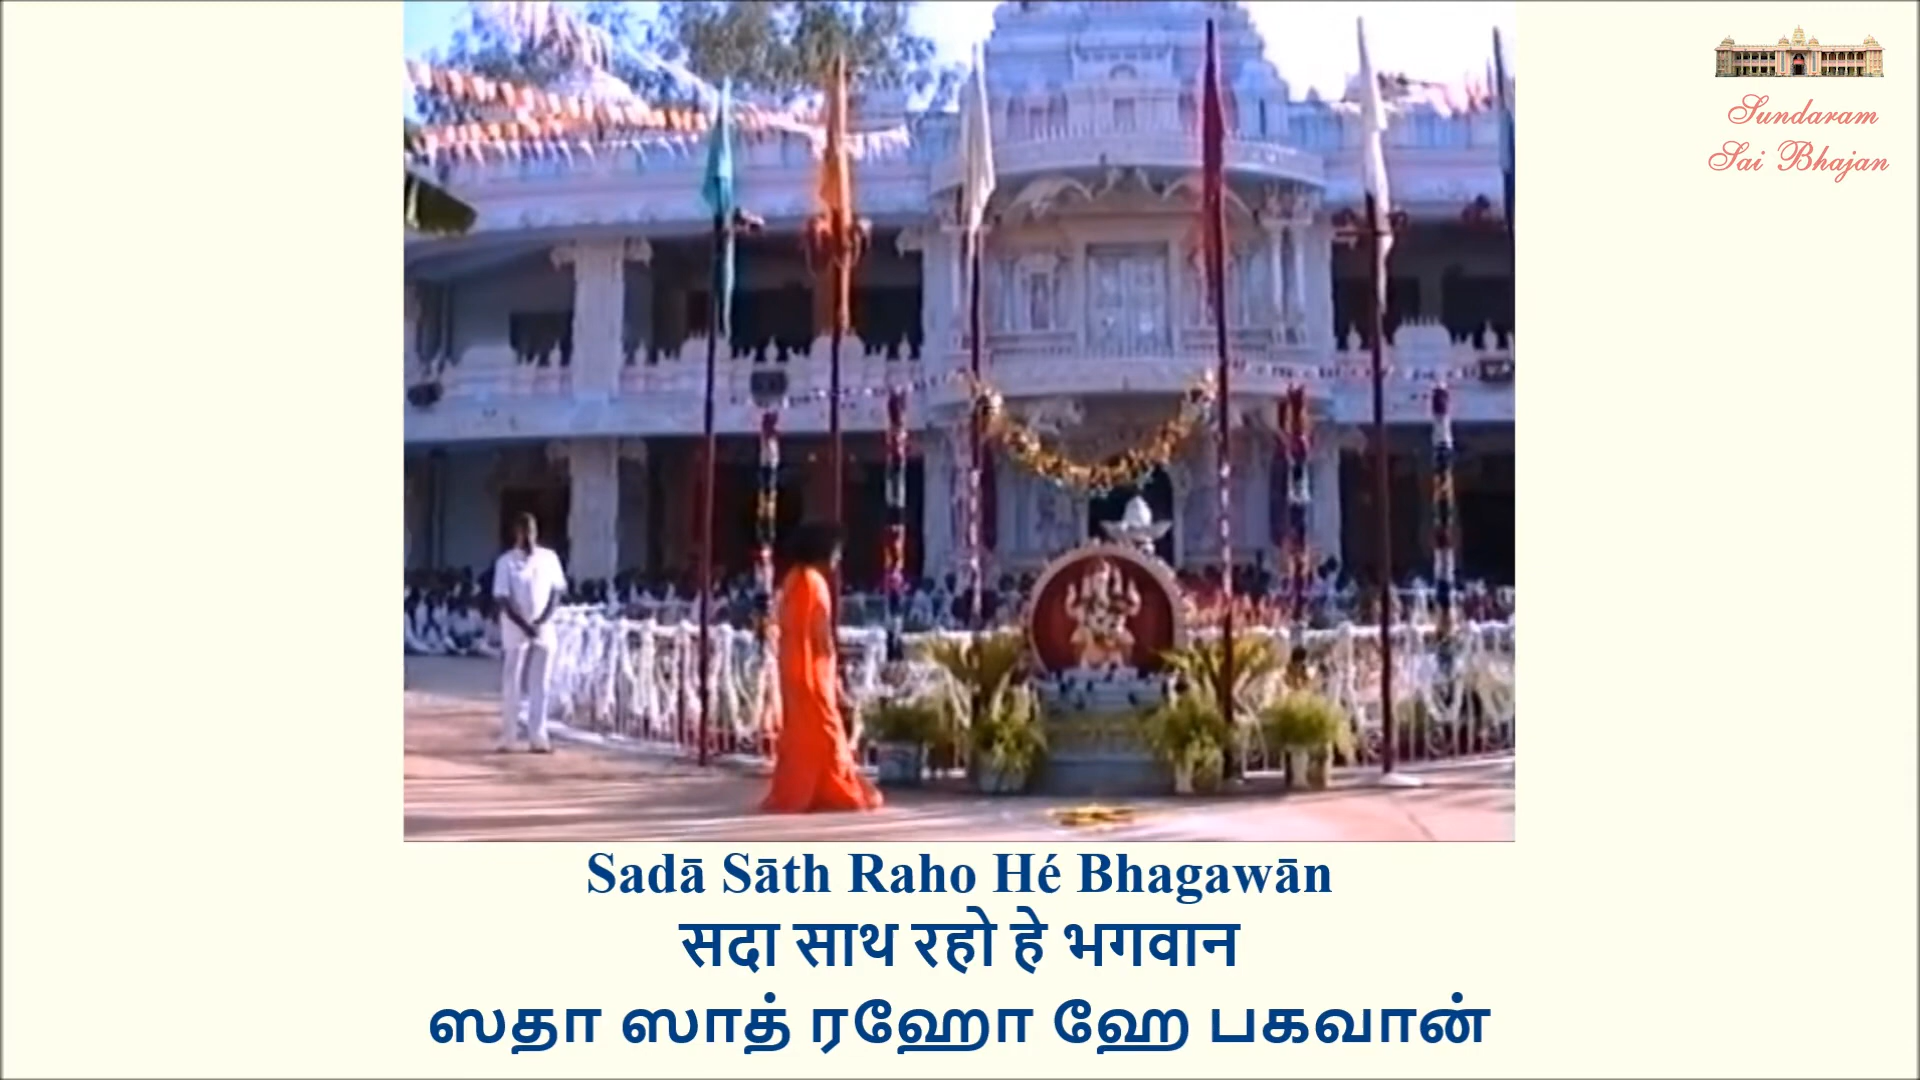 Sundaram
Sai Bhajan
Sadā Sāth Raho Hé Bhagawān
सदा साथ रहो हे भगवान
ஸதா ஸாத் ரஹோ ஹே பகவான்